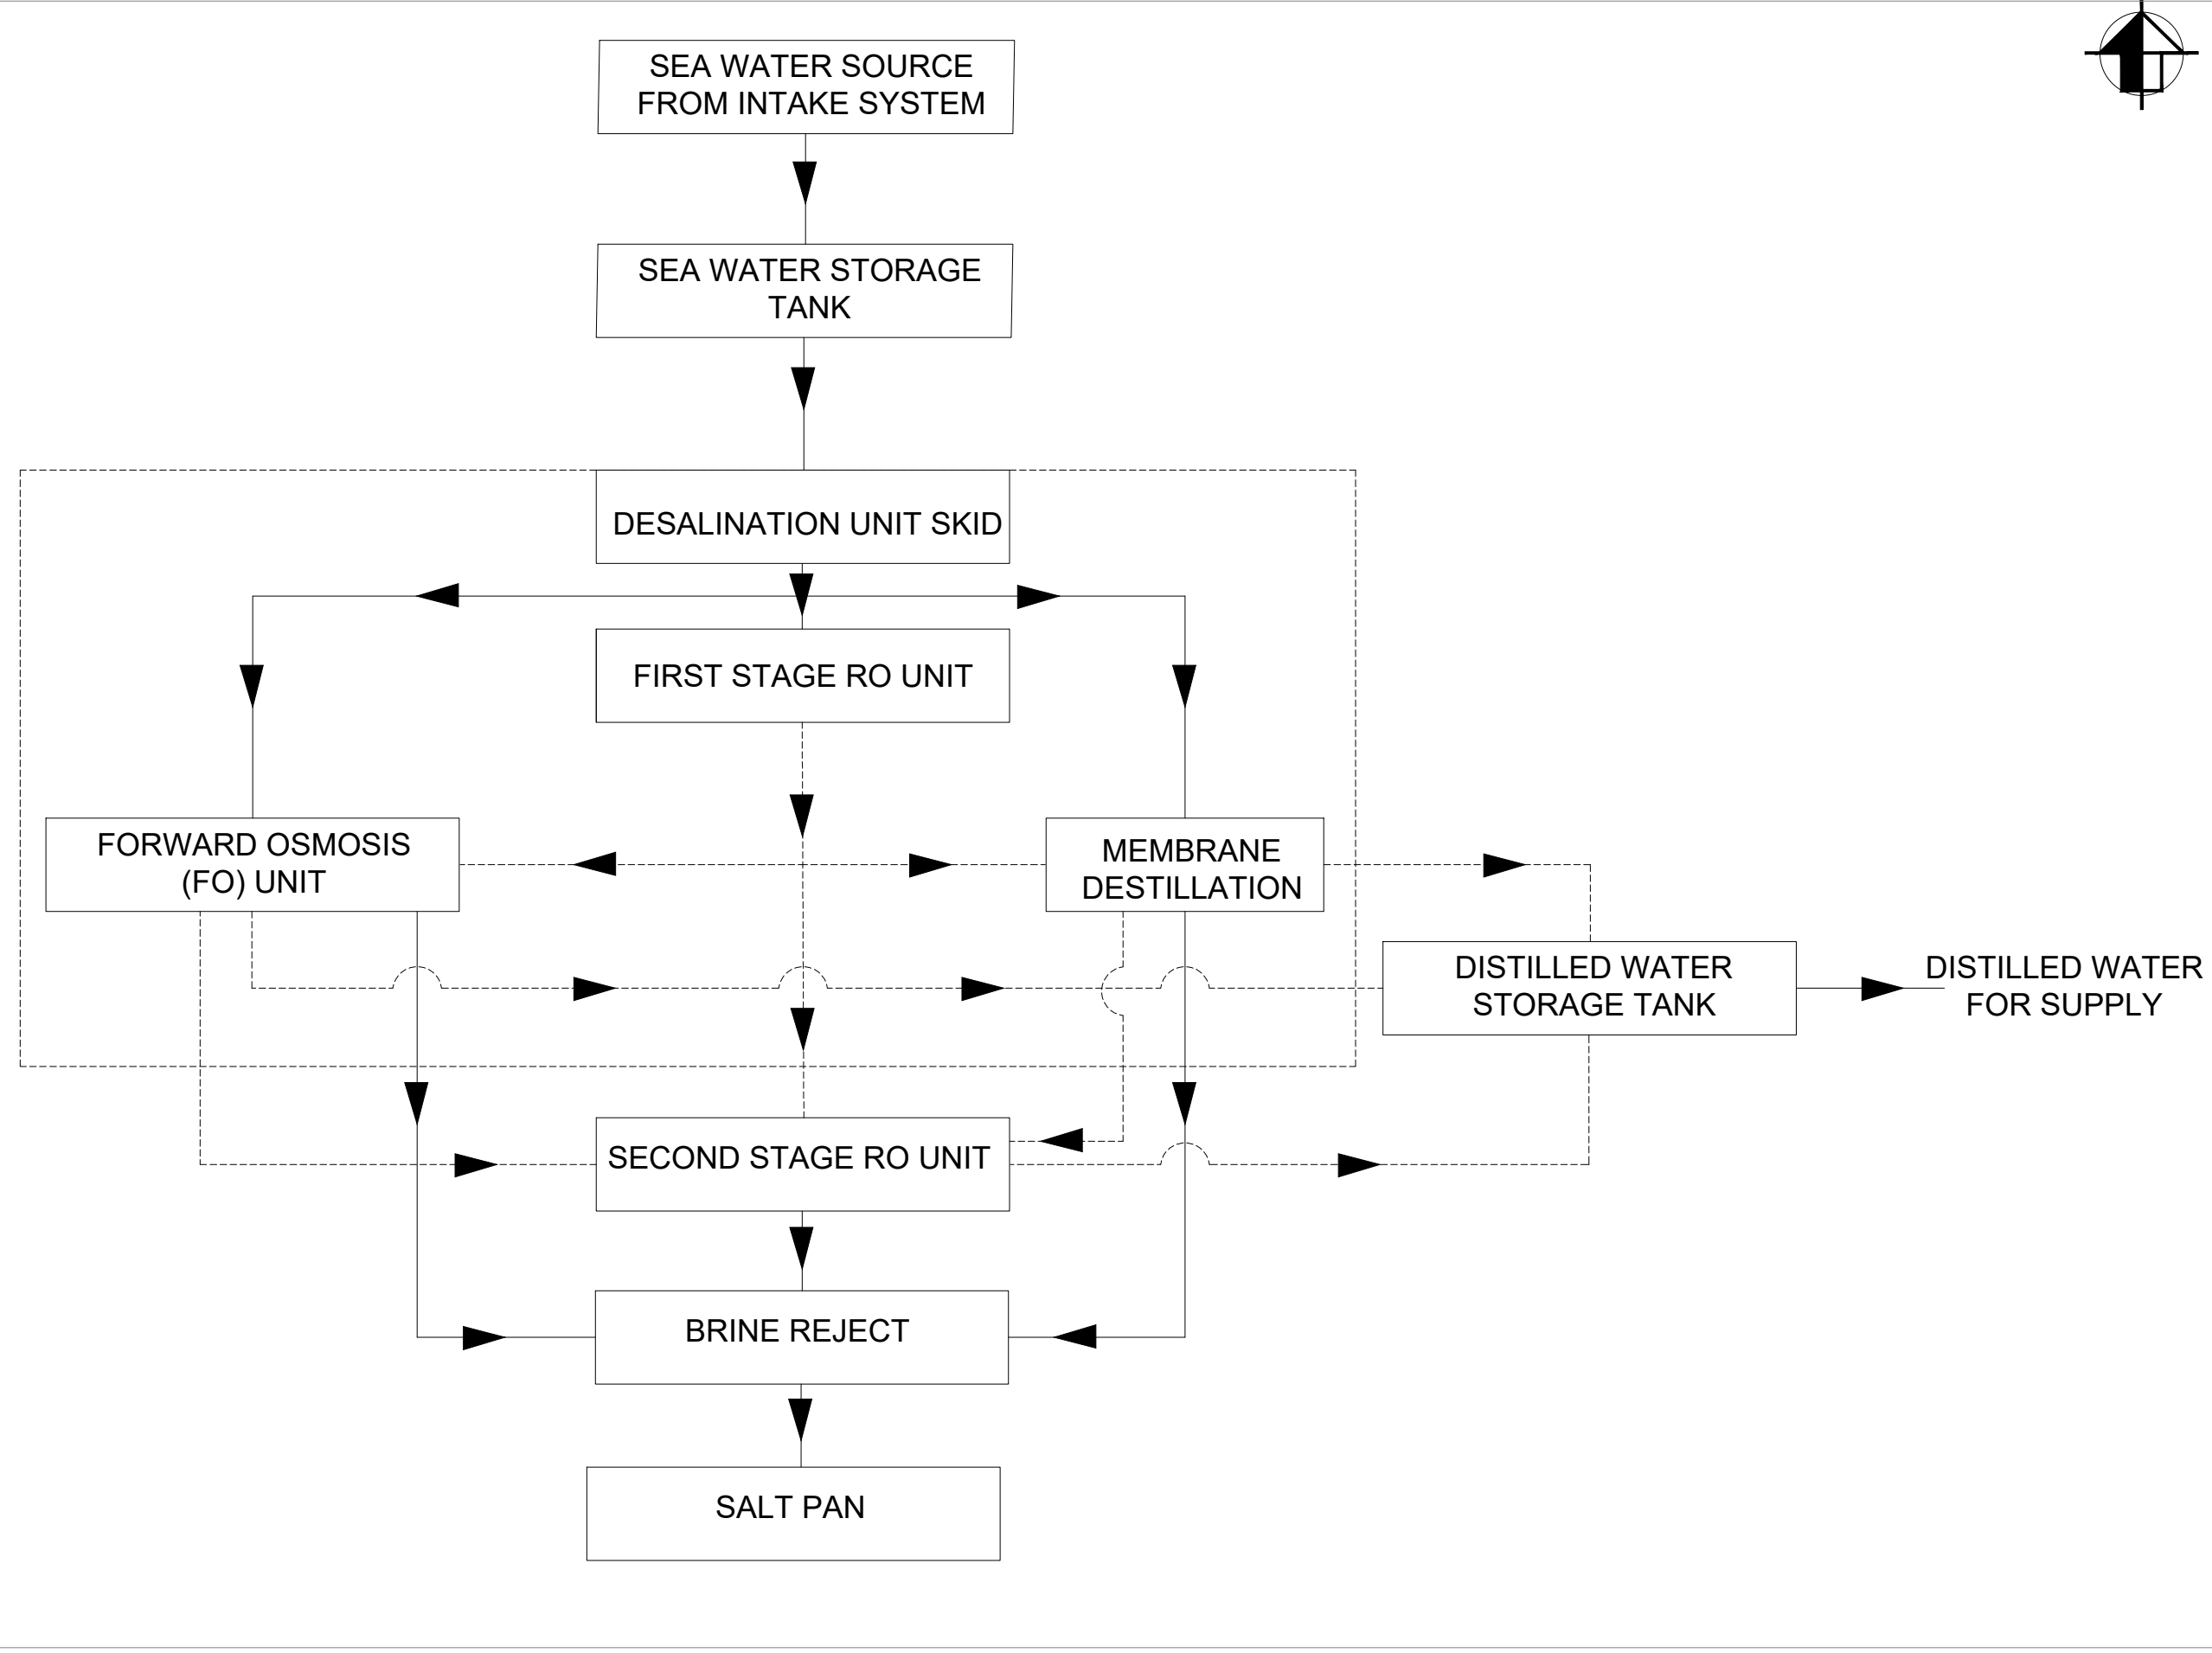 SEA WATER SOURCE
FROM INTAKE SYSTEM
SEA WATER STORAGE
TANK
DESALINATION UNIT SKID
FIRST STAGE RO UNIT
FORWARD OSMOSIS
(FO) UNIT
MEMBRANE
DESTILLATION
DISTILLED WATER
STORAGE TANK
DISTILLED WATER
FOR SUPPLY
SECOND STAGE RO UNIT
BRINE REJECT
SALT PAN